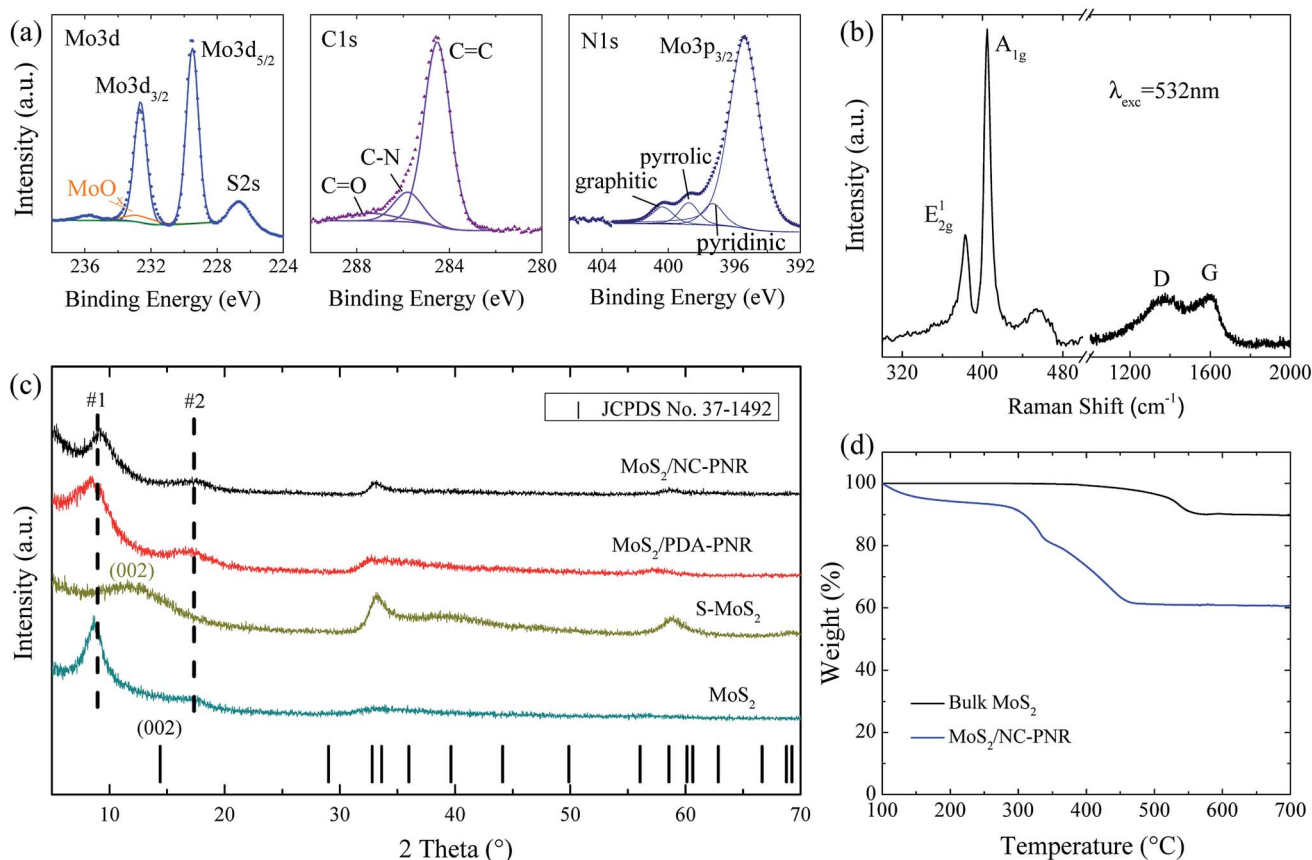 (a)
Mo3d
Mo3d5/2
Mo3d3/2
MoOx
S2s
236 232 228 224
Binding Energy (eV)
Intensity (a.u.)
C1s
C=C
C-N
C=O
288 284 280
Binding Energy (eV)
N1s
Mo3p3/2
pyrrolic
graphitic
pyridinic
404 400 396 392
Binding Energy (eV)
(b)
A1g
λexc=532nm
E¹2g
D G
Intensity (a.u.)
320 400 480 1200 1600 2000
Raman Shift (cm⁻¹)
(c)
#1 #2
| JCPDS No. 37-1492
MoS2/NC-PNR
MoS2/PDA-PNR
(002)
S-MoS2
MoS2
(002)
Intensity (a.u.)
10 20 30 40 50 60 70
2 Theta (°)
(d)
100
80
60
40
20
0
Weight (%)
Bulk MoS2
MoS2/NC-PNR
100 200 300 400 500 600 700
Temperature (°C)